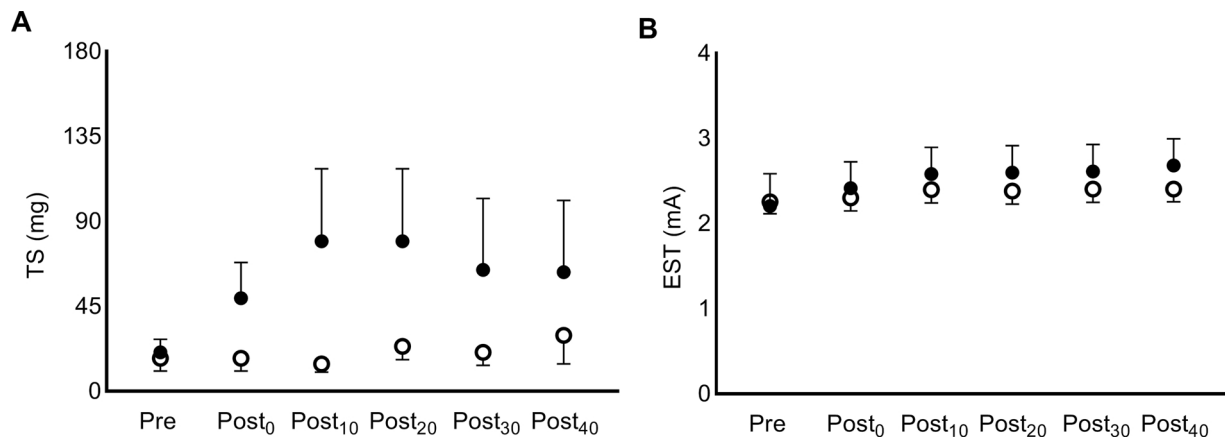 A
180
135
90
45
0
TS (mg)
Pre Post₀ Post₁₀ Post₂₀ Post₃₀ Post₄₀
B
4
3
2
1
0
EST (mA)
Pre Post₀ Post₁₀ Post₂₀ Post₃₀ Post₄₀